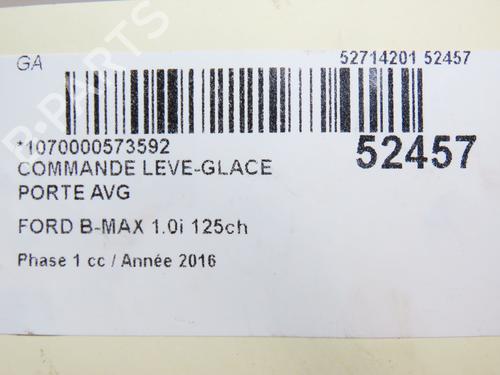 GA 52714201 52457
*1070000573592 52457
COMMANDE LEVE-GLACE
PORTE AVG
FORD B-MAX 1.0i 125ch
Phase 1 cc / Année 2016
B-PARTS